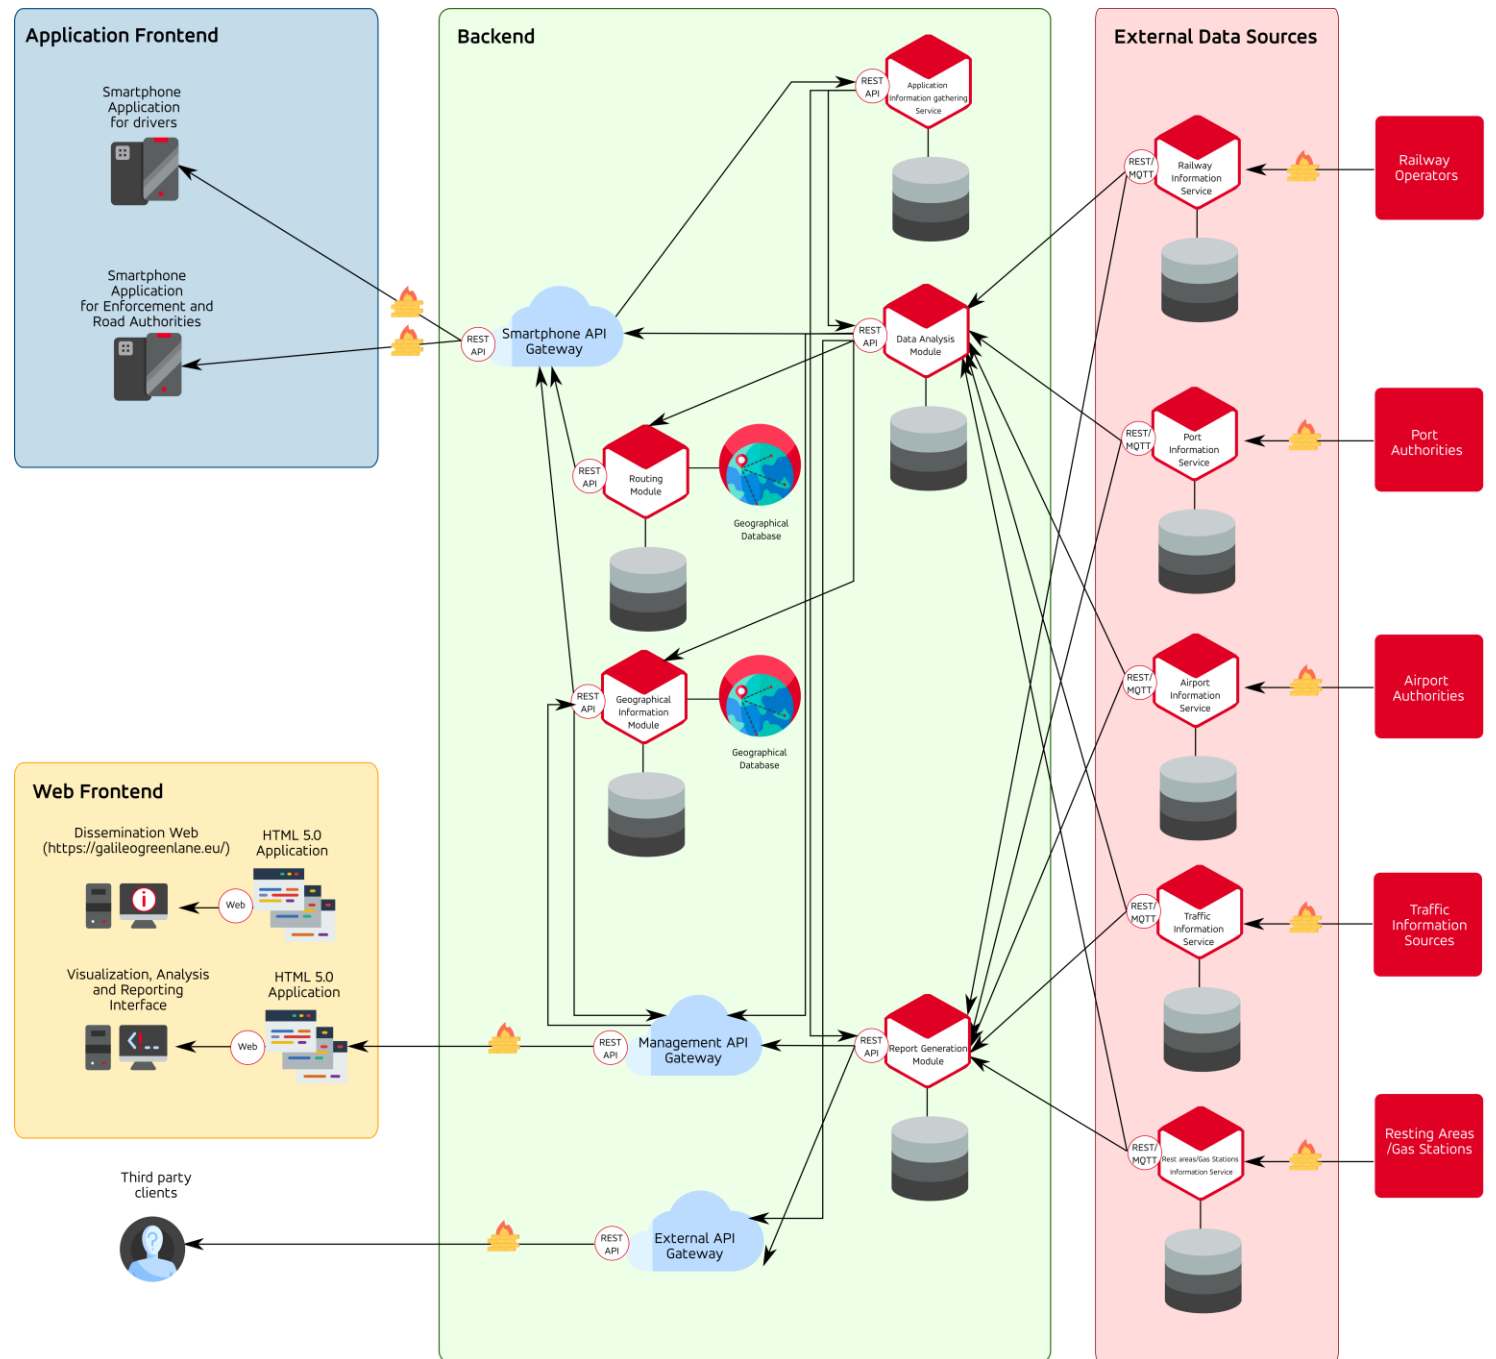 Application Frontend
Smartphone
Application
for drivers
Smartphone
Application
for Enforcement and
Road Authorities
Backend
REST
API
Application
Information gathering
Service
REST
API
Smartphone API
Gateway
REST
API
Data Analysis
Module
REST
API
Routing
Module
Geographical
Database
REST
API
Geographical
Information
Module
Geographical
Database
REST
API
Management API
Gateway
REST
API
Report Generation
Module
REST
API
External API
Gateway
External Data Sources
REST/
MQTT
Railway
Information
Service
Railway
Operators
REST/
MQTT
Port
Information
Service
Port
Authorities
REST/
MQTT
Airport
Information
Service
Airport
Authorities
REST/
MQTT
Traffic
Information
Service
Traffic
Information
Sources
REST/
MQTT
Rest areas/Gas Stations
Information Service
Resting Areas
/Gas Stations
Web Frontend
Dissemination Web
(https://galileogreenlane.eu/)
HTML 5.0
Application
Web
Visualization, Analysis
and Reporting
Interface
HTML 5.0
Application
Web
Third party
clients